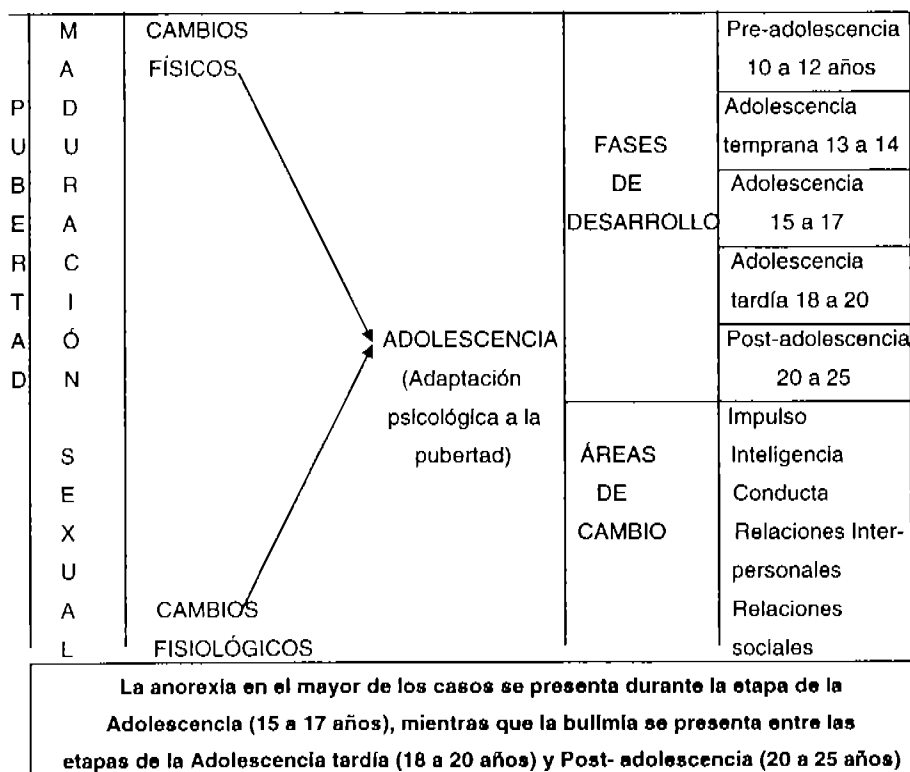 PUBERTAD
MADURACIÓN
SEXUAL
CAMBIOS
FÍSICOS
CAMBIOS
FISIOLÓGICOS
ADOLESCENCIA
(Adaptación
psicológica a la
pubertad)
FASES
DE
DESARROLLO
Pre-adolescencia
10 a 12 años
Adolescencia
temprana 13 a 14
Adolescencia
15 a 17
Adolescencia
tardía 18 a 20
Post-adolescencia
20 a 25
ÁREAS
DE
CAMBIO
Impulso
Inteligencia
Conducta
Relaciones Inter-
personales
Relaciones
sociales
La anorexia en el mayor de los casos se presenta durante la etapa de la
Adolescencia (15 a 17 años), mientras que la bulimia se presenta entre las
etapas de la Adolescencia tardía (18 a 20 años) y Post- adolescencia (20 a 25 años)